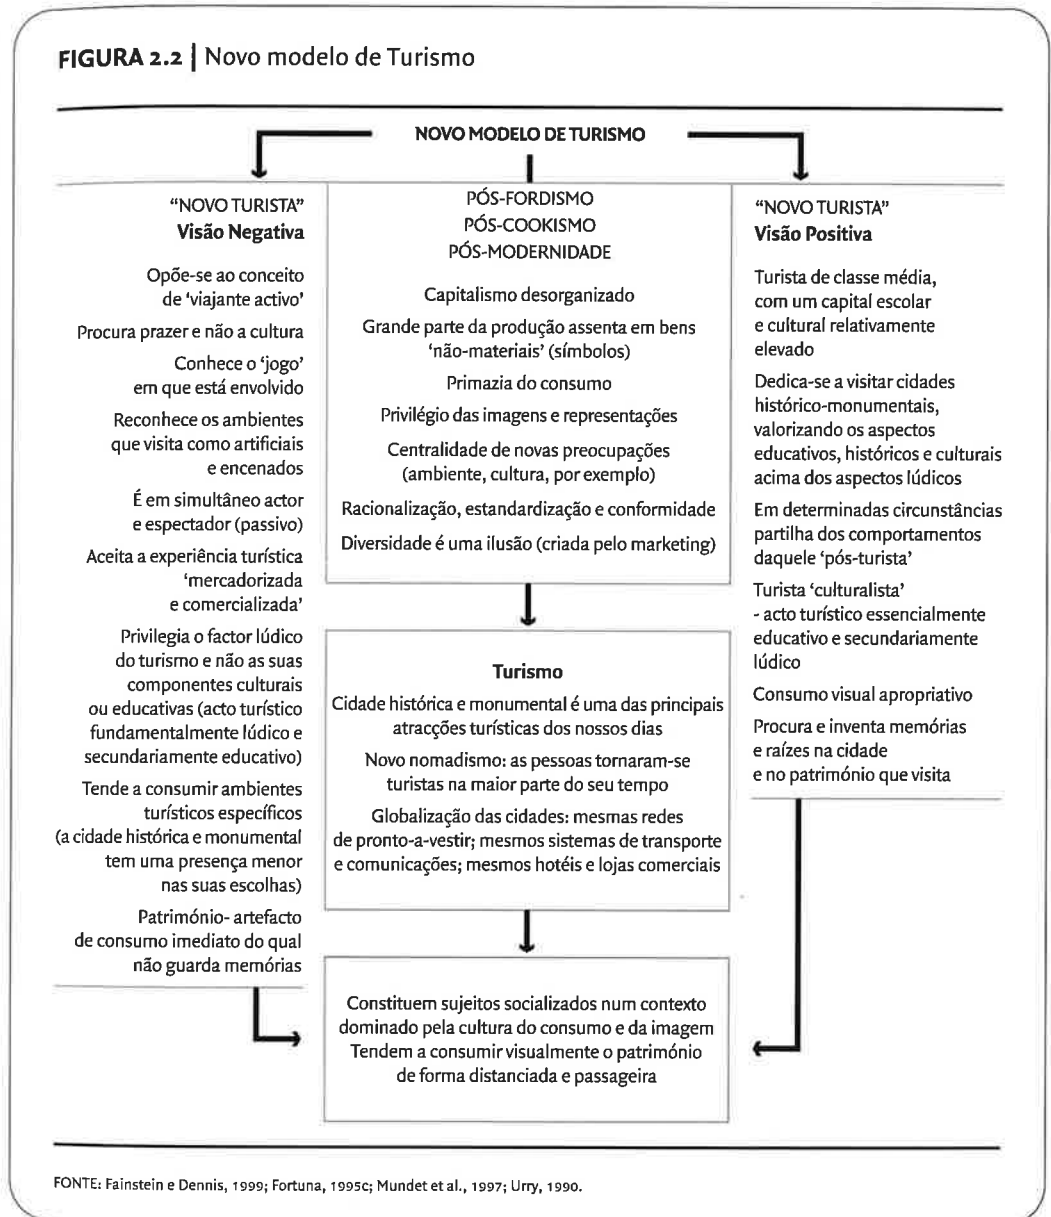 FIGURA 2.2 | Novo modelo de Turismo
NOVO MODELO DE TURISMO
“NOVO TURISTA”
Visão Negativa
Opõe-se ao conceito
de ‘viajante activo’
Procura prazer e não a cultura
Conhece o ‘jogo’
em que está envolvido
Reconhece os ambientes
que visita como artificiais
e encenados
É em simultâneo actor
e espectador (passivo)
Aceita a experiência turística
‘mercadorizada
e comercializada’
Privilegia o factor lúdico
do turismo e não as suas
componentes culturais
ou educativas (acto turístico
fundamentalmente lúdico e
secundariamente educativo)
Tende a consumir ambientes
turísticos específicos
(a cidade histórica e monumental
tem uma presença menor
nas suas escolhas)
Património- artefacto
de consumo imediato do qual
não guarda memórias
PÓS-FORDISMO
PÓS-COOKISMO
PÓS-MODERNIDADE
Capitalismo desorganizado
Grande parte da produção assenta em bens
‘não-materiais’ (símbolos)
Primazia do consumo
Privilégio das imagens e representações
Centralidade de novas preocupações
(ambiente, cultura, por exemplo)
Racionalização, estandardização e conformidade
Diversidade é uma ilusão (criada pelo marketing)
Turismo
Cidade histórica e monumental é uma das principais
atracções turísticas dos nossos dias
Novo nomadismo: as pessoas tornaram-se
turistas na maior parte do seu tempo
Globalização das cidades: mesmas redes
de pronto-a-vestir; mesmos sistemas de transporte
e comunicações; mesmos hotéis e lojas comerciais
Constituem sujeitos socializados num contexto
dominado pela cultura do consumo e da imagem
Tendem a consumir visualmente o património
de forma distanciada e passageira
“NOVO TURISTA”
Visão Positiva
Turista de classe média,
com um capital escolar
e cultural relativamente
elevado
Dedica-se a visitar cidades
histórico-monumentais,
valorizando os aspectos
educativos, históricos e culturais
acima dos aspectos lúdicos
Em determinadas circunstâncias
partilha dos comportamentos
daquele ‘pós-turista’
Turista ‘culturalista’
- acto turístico essencialmente
educativo e secundariamente
lúdico
Consumo visual apropriativo
Procura e inventa memórias
e raízes na cidade
e no património que visita
FONTE: Fainstein e Dennis, 1999; Fortuna, 1995c; Mundet et al., 1997; Urry, 1990.